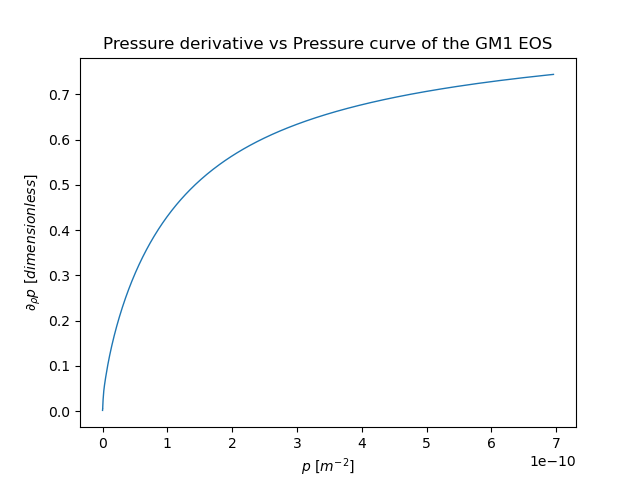 Pressure derivative vs Pressure curve of the GM1 EOS
0.7
0.6
0.5
0.4
0.3
0.2
0.1
0.0
∂ρp [dimensionless]
0 1 2 3 4 5 6 7
1e−10
p [m⁻²]